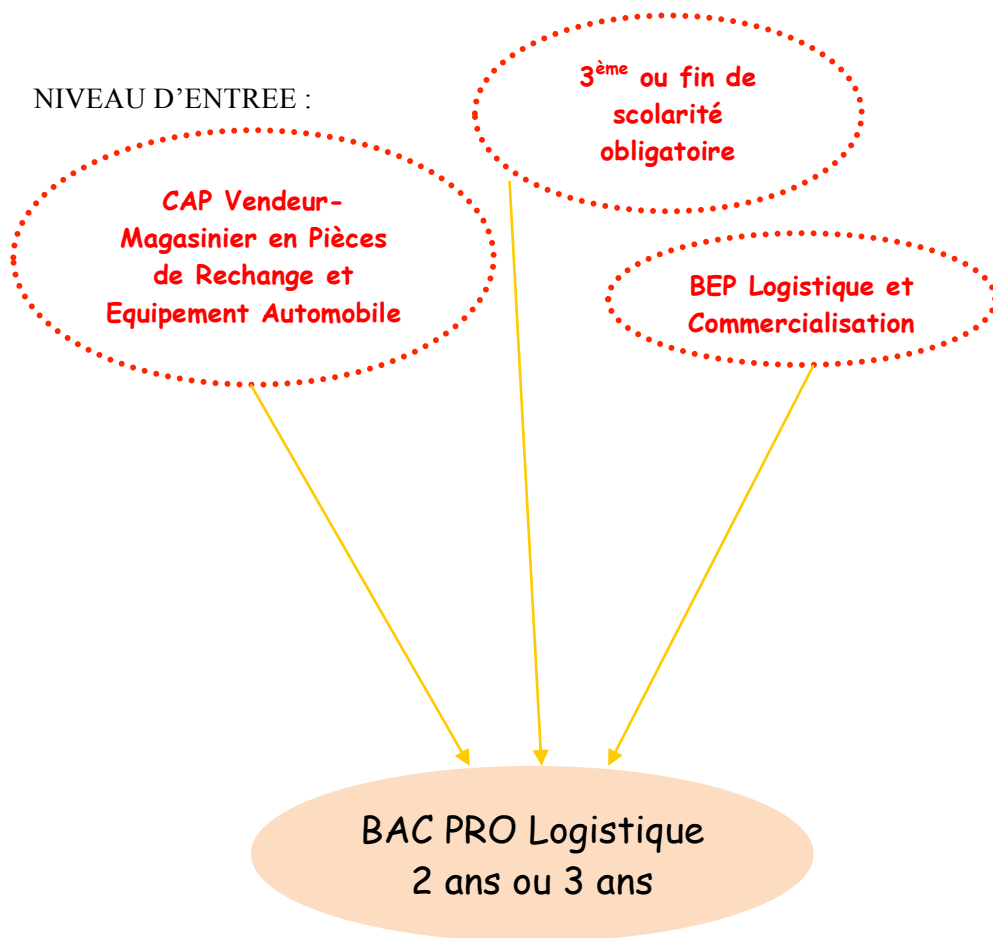 NIVEAU D'ENTREE :
3ème ou fin de
scolarité
obligatoire
CAP Vendeur-
Magasinier en Pièces
de Rechange et
Equipement Automobile
BEP Logistique et
Commercialisation
BAC PRO Logistique
2 ans ou 3 ans